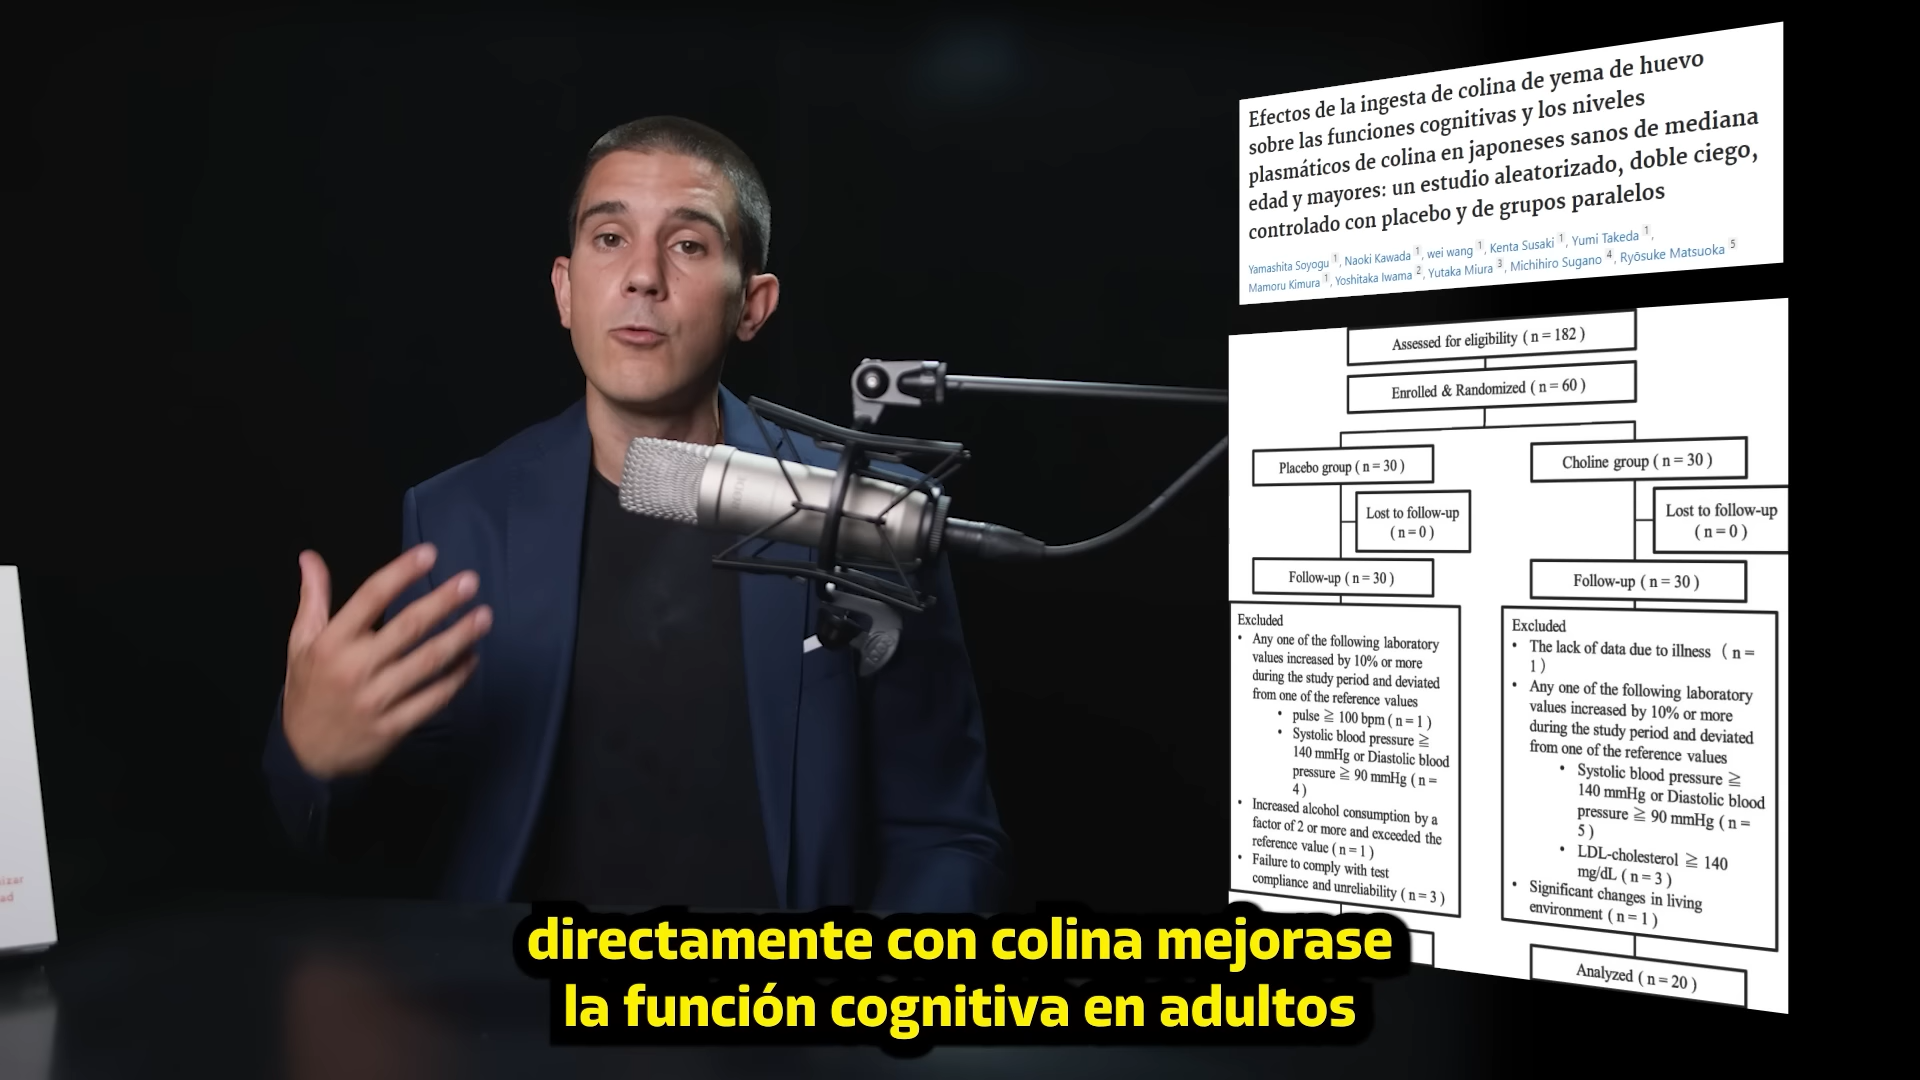 Efectos de la ingesta de colina de yema de huevo
sobre las funciones cognitivas y los niveles
plasmáticos de colina en japoneses sanos de mediana
edad y mayores: un estudio aleatorizado, doble ciego,
controlado con placebo y de grupos paralelos
Yamashita Soyogu 1, Naoki Kawada 1, wei wang 1, Kenta Susaki 1, Yumi Takeda 1,
Mamoru Kimura 1, Yoshitaka Iwama 2, Yutaka Miura 3, Michihiro Sugano 4, Ryōsuke Matsuoka 5
Assessed for eligibility ( n = 182 )
Enrolled & Randomized ( n = 60 )
Placebo group ( n = 30 )
Choline group ( n = 30 )
Lost to follow-up
( n = 0 )
Lost to follow-up
( n = 0 )
Follow-up ( n = 30 )
Follow-up ( n = 30 )
Excluded
• Any one of the following laboratory
values increased by 10% or more
during the study period and deviated
from one of the reference values
• pulse ≧ 100 bpm ( n = 1 )
• Systolic blood pressure ≧
140 mmHg or Diastolic blood
pressure ≧ 90 mmHg ( n =
4 )
• Increased alcohol consumption by a
factor of 2 or more and exceeded the
reference value ( n = 1 )
• Failure to comply with test
compliance and unreliability ( n = 3 )
Excluded
• The lack of data due to illness ( n =
1 )
• Any one of the following laboratory
values increased by 10% or more
during the study period and deviated
from one of the reference values
• Systolic blood pressure ≧
140 mmHg or Diastolic blood
pressure ≧ 90 mmHg ( n =
5 )
• LDL-cholesterol ≧ 140
mg/dL ( n = 3 )
• Significant changes in living
environment ( n = 1 )
Analyzed ( n = 20 )
directamente con colina mejorase
la función cognitiva en adultos